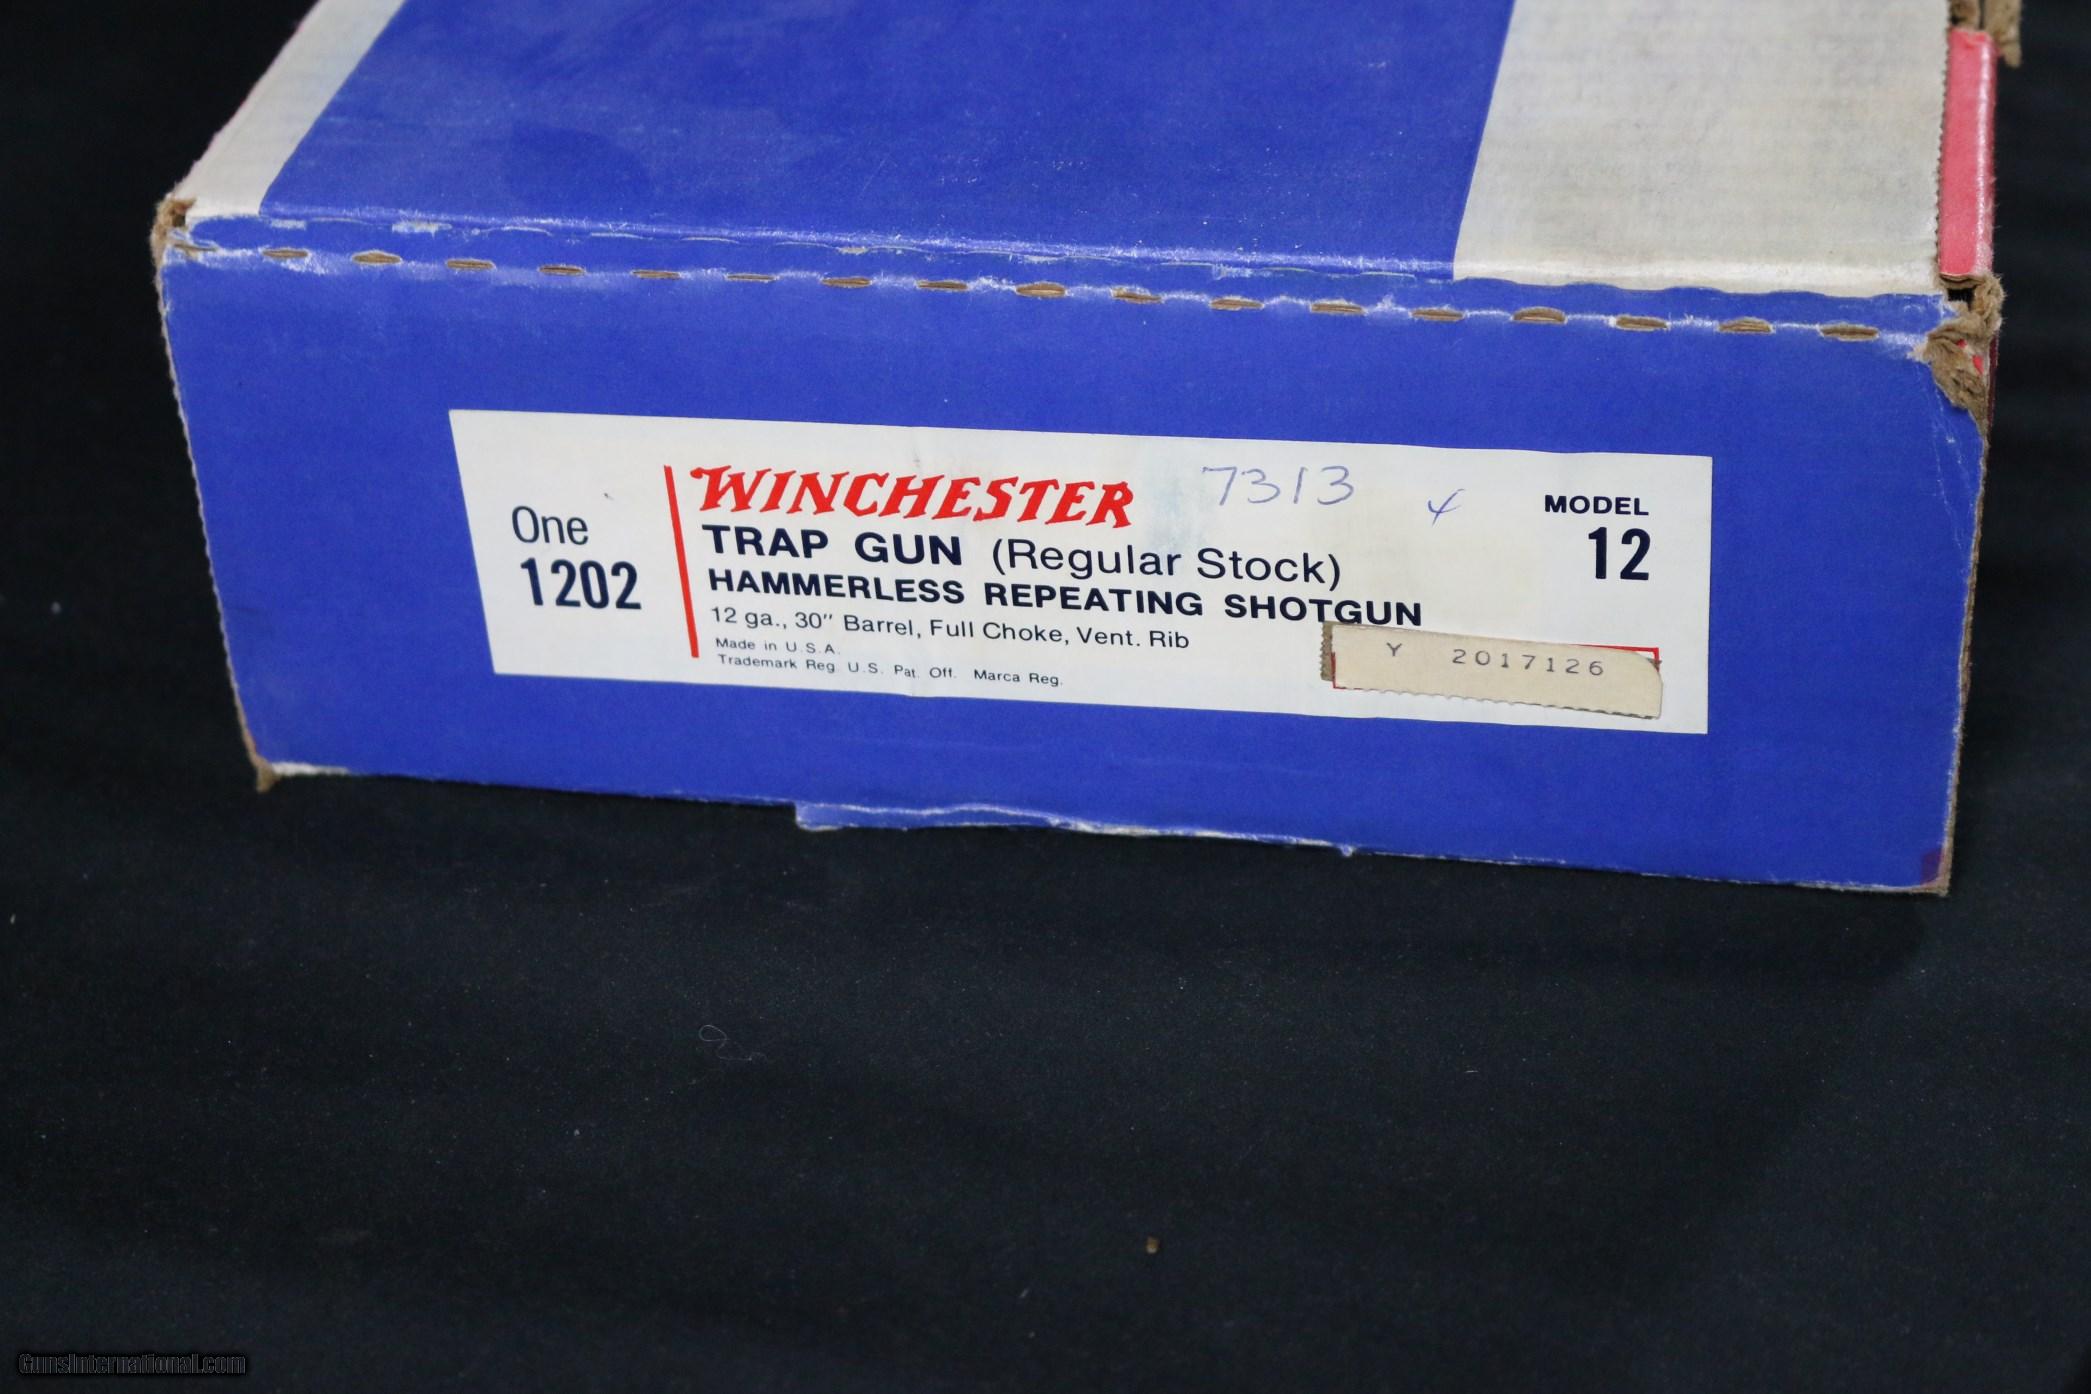 One
1202
WINCHESTER
7313 4
TRAP GUN (Regular Stock)
HAMMERLESS REPEATING SHOTGUN
12 ga., 30" Barrel, Full Choke, Vent. Rib
Made in U.S.A.
Trademark Reg. U.S. Pat. Off. Marca Reg.
MODEL
12
Y 2017126
GunsInternational.com